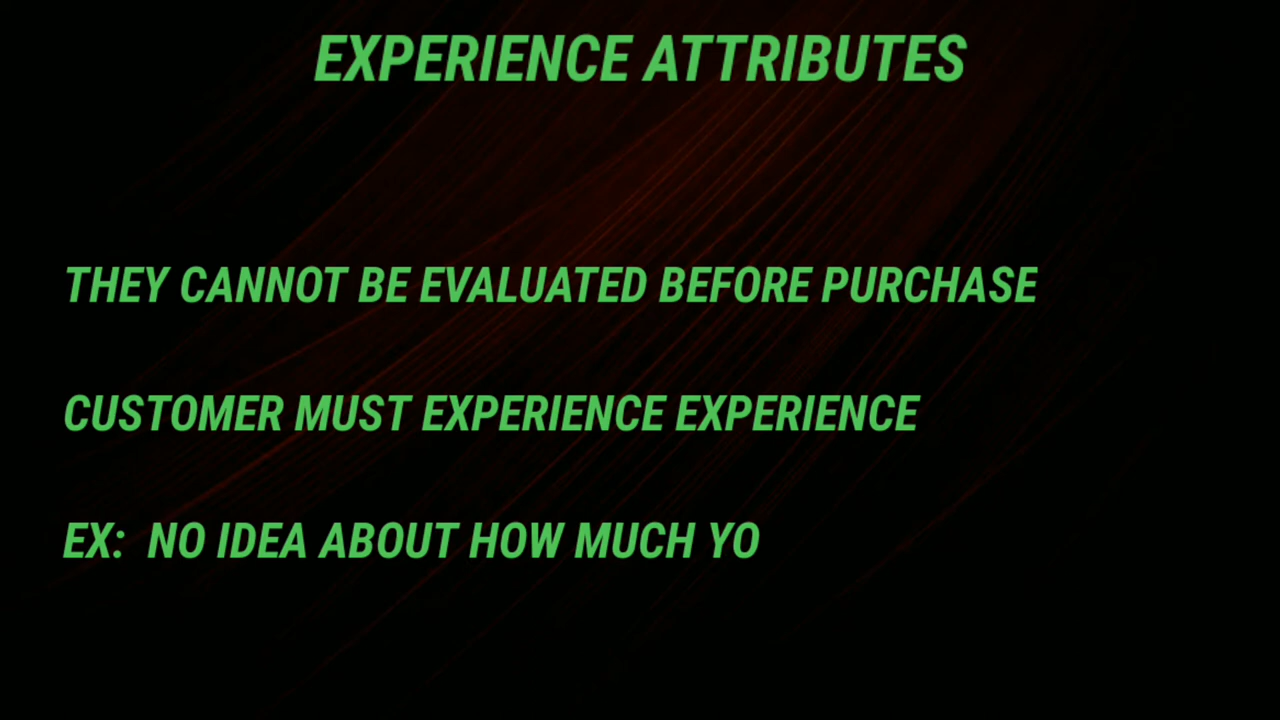 EXPERIENCE ATTRIBUTES
THEY CANNOT BE EVALUATED BEFORE PURCHASE
CUSTOMER MUST EXPERIENCE EXPERIENCE
EX: NO IDEA ABOUT HOW MUCH YO